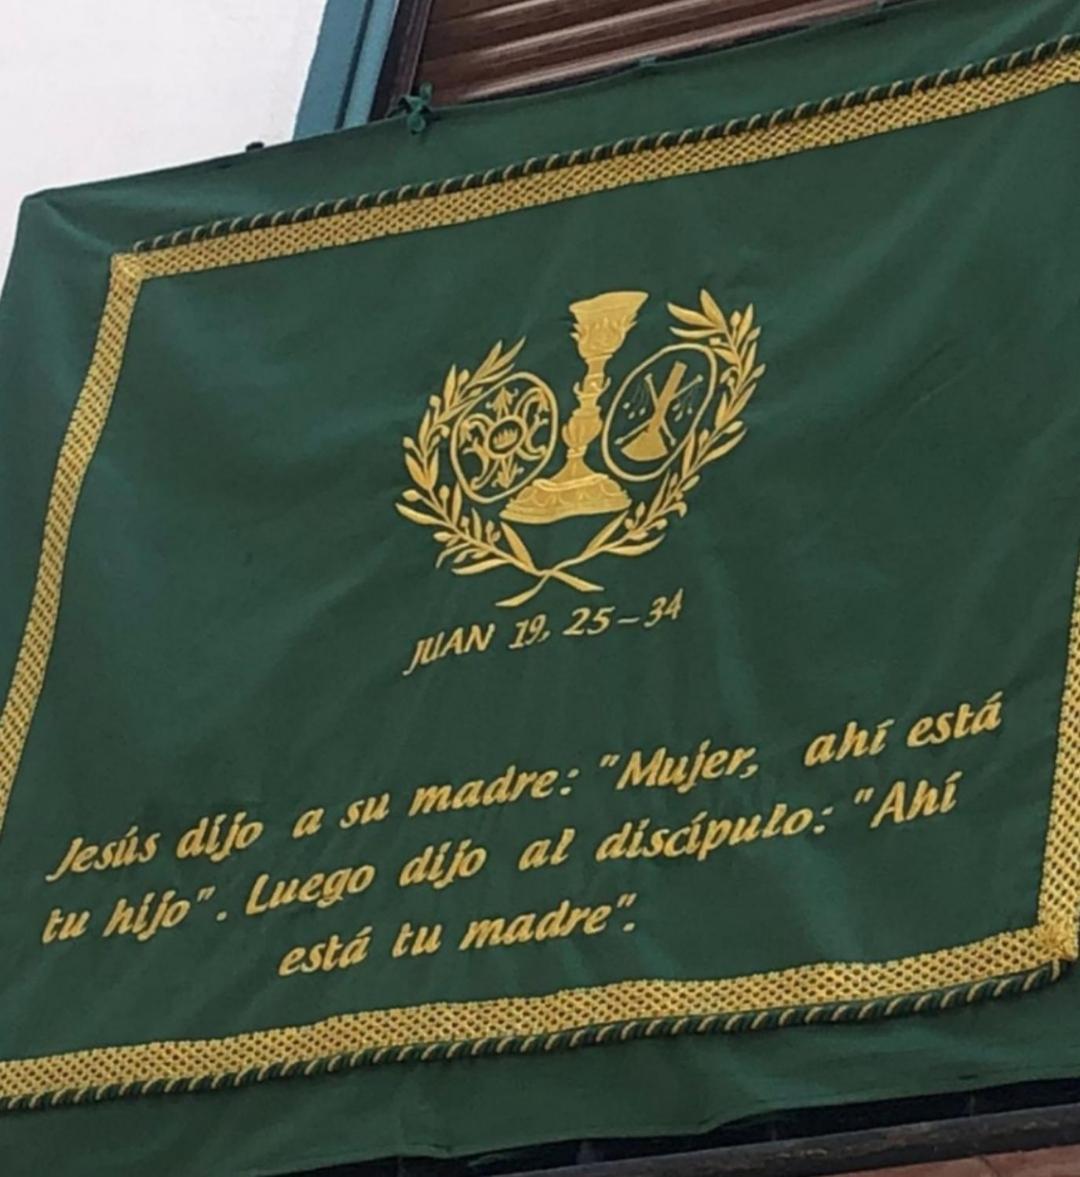 JUAN 19, 25-34
Jesús dijo a su madre: "Mujer, ahí está
tu hijo". Luego dijo al discípulo: "Ahí
está tu madre".